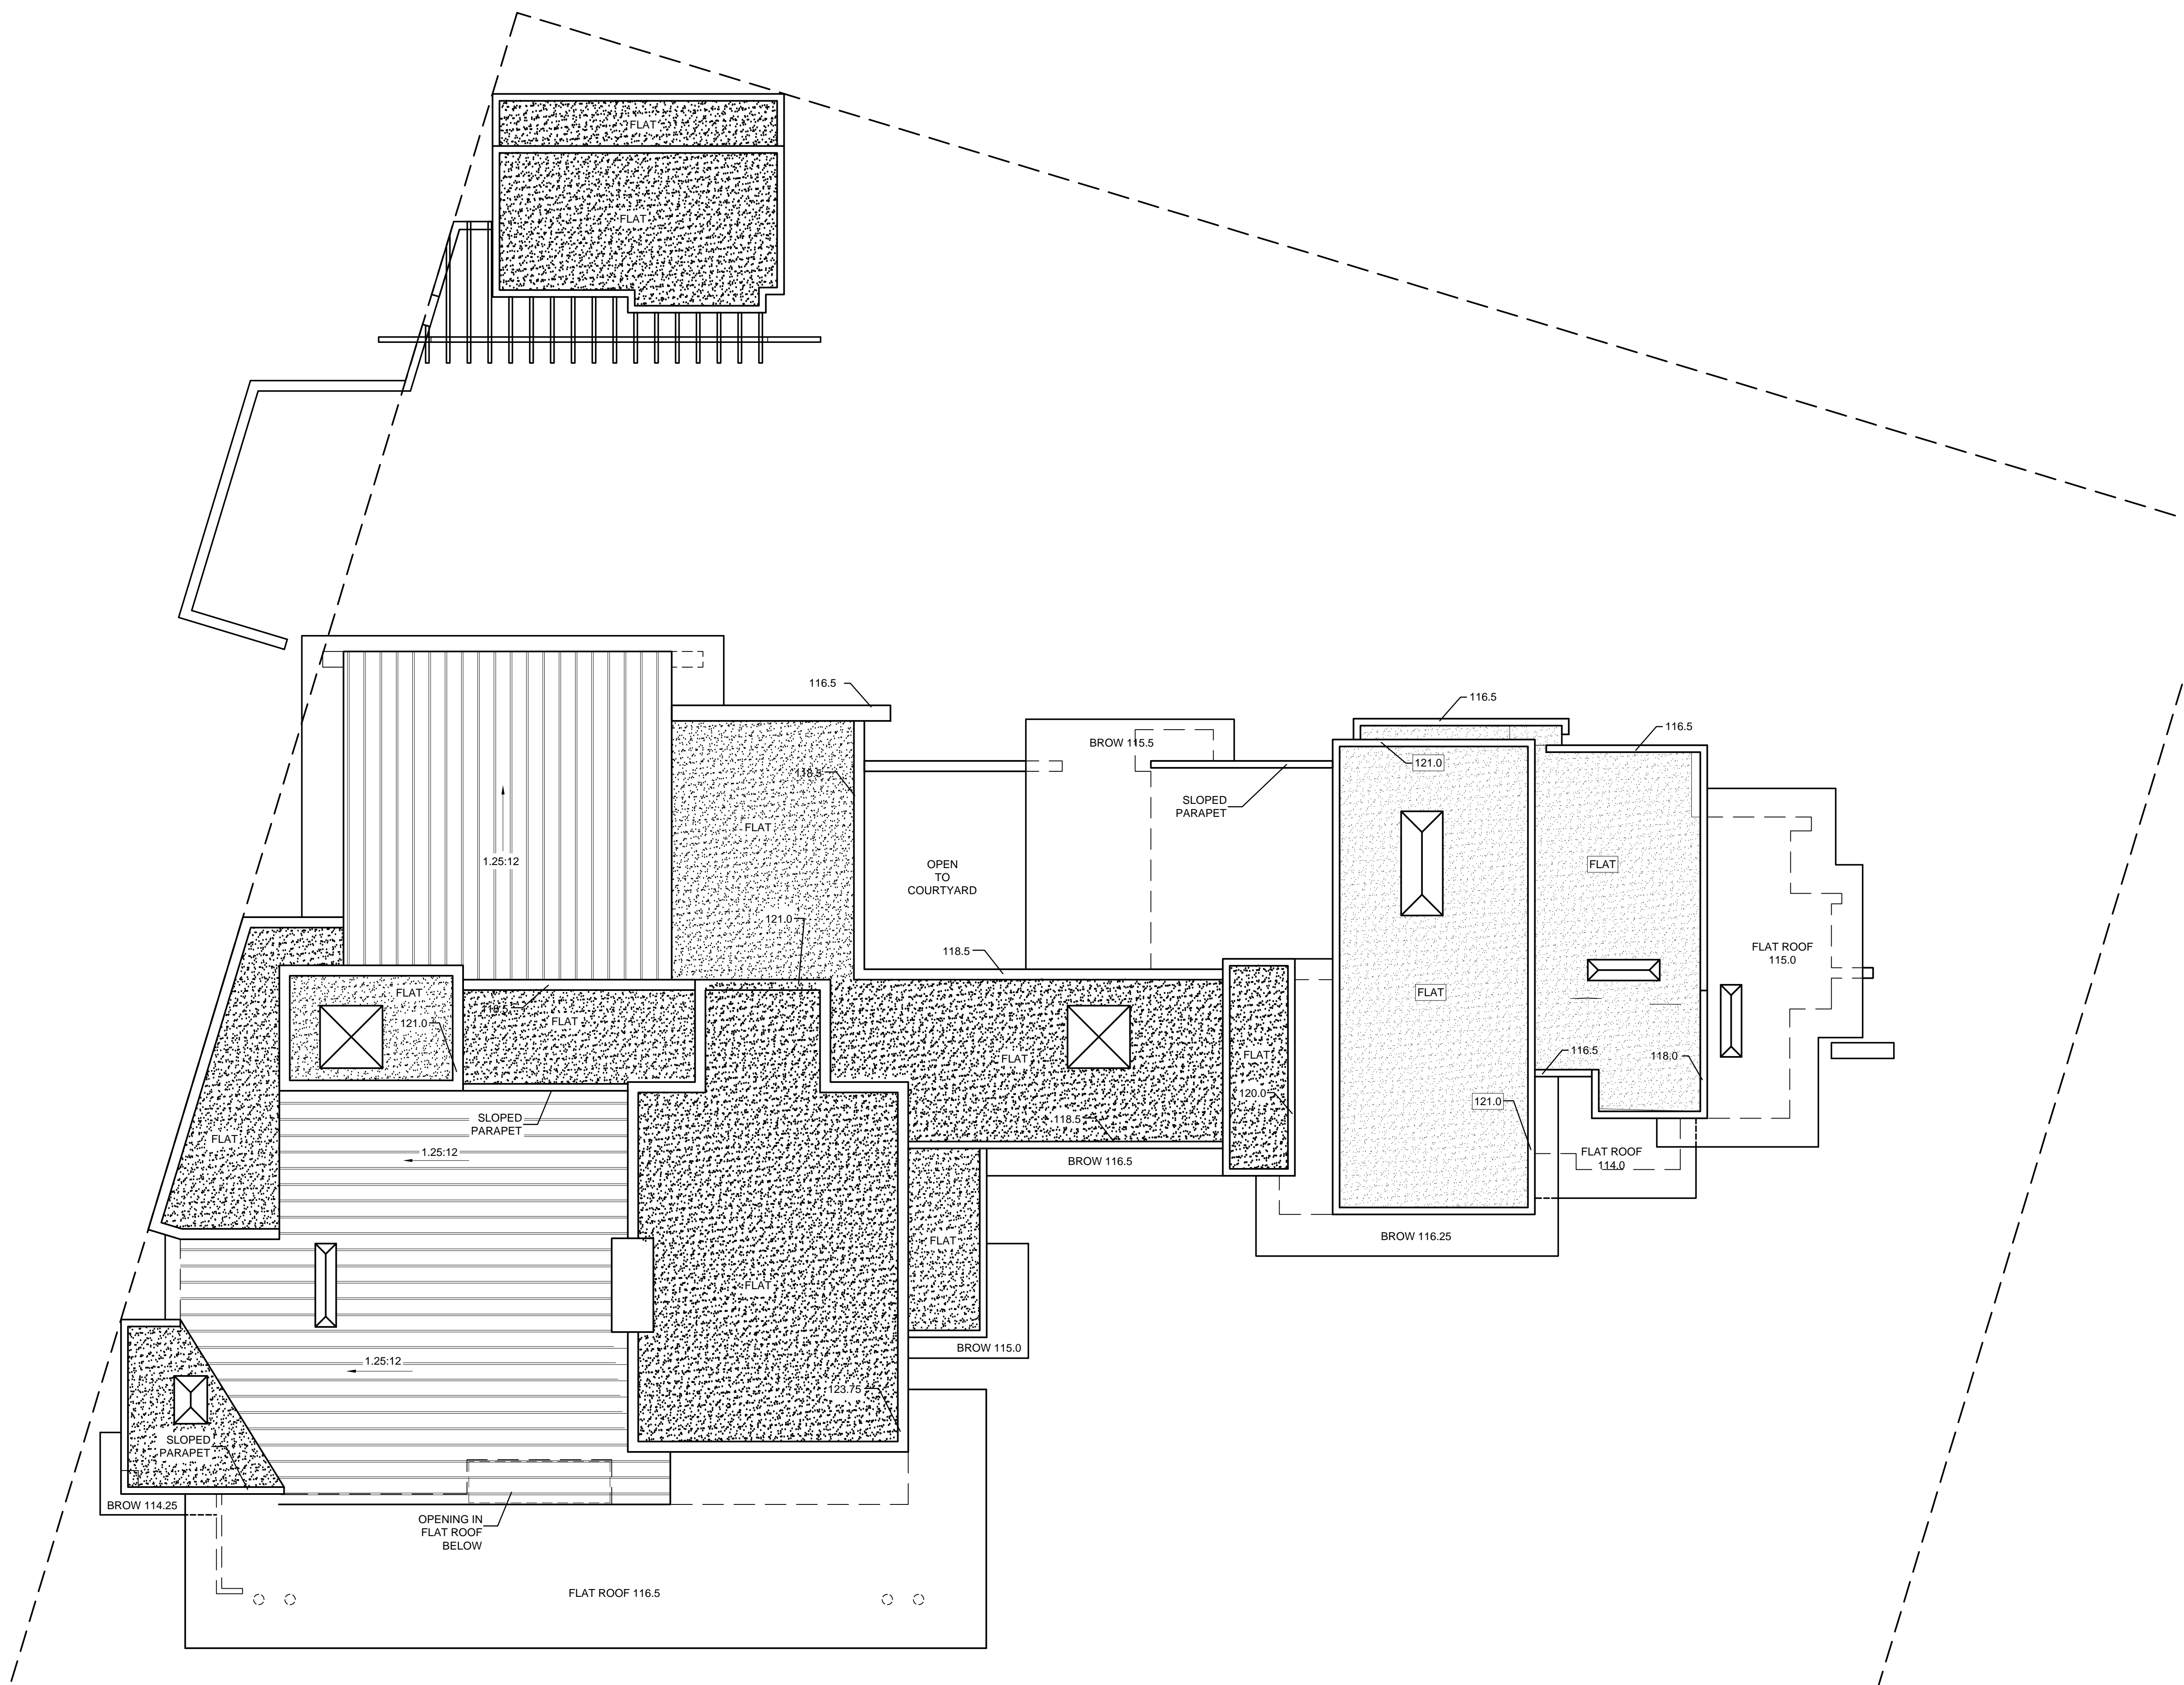 FLAT
FLAT
116.5
116.5
116.5
BROW 115.5
121.0
118.5
SLOPED
PARAPET
FLAT
1.25:12
OPEN
TO
COURTYARD
FLAT
121.0
118.5
FLAT ROOF
115.0
FLAT
FLAT
118.5
121.0
FLAT
FLAT
FLAT
116.5
118.0
120.0
121.0
SLOPED
PARAPET
118.5
FLAT
1.25:12
BROW 116.5
FLAT ROOF
114.0
FLAT
BROW 116.25
FLAT
BROW 115.0
1.25:12
123.75
SLOPED
PARAPET
BROW 114.25
OPENING IN
FLAT ROOF
BELOW
FLAT ROOF 116.5